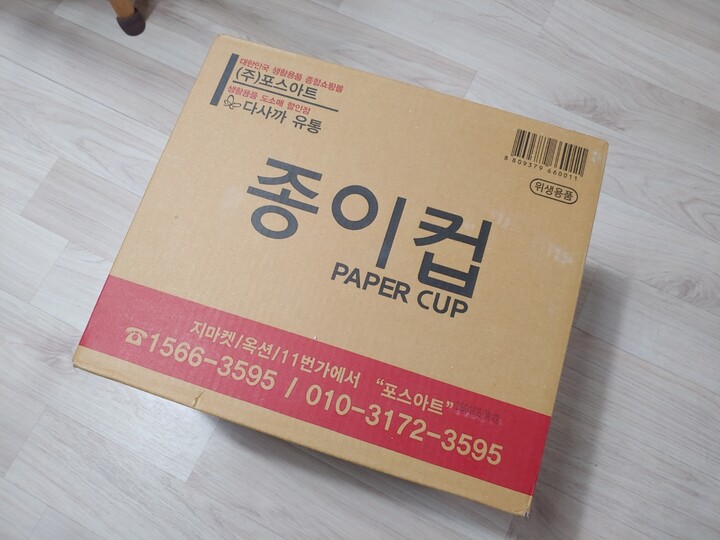 대한민국 생활용품 종합쇼핑몰
(주)포스아트
생활용품 도소매 할인점
다사까 유통
8 809379 660011
위생용품
종이컵
PAPER CUP
지마켓/옥션/11번가에서 “포스아트”
☎1566-3595 / 010-3172-3595